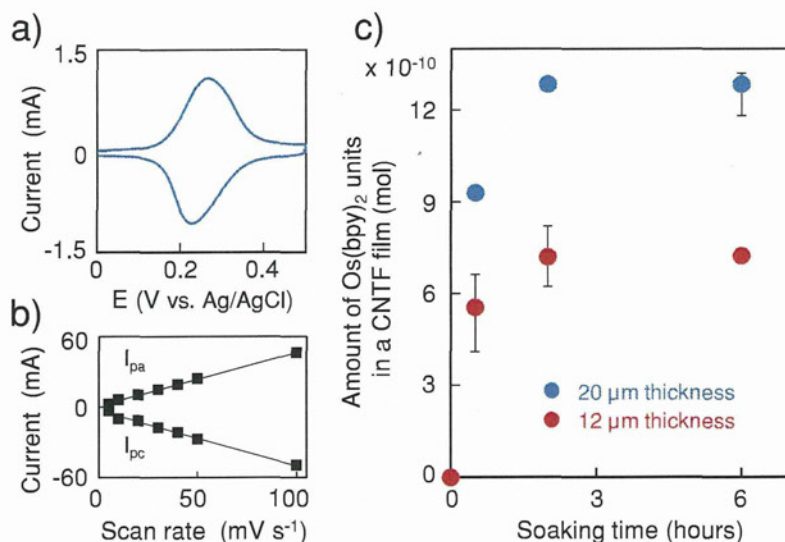 a)
1.5
0
-1.5
Current (mA)
0
0.2
0.4
E (V vs. Ag/AgCl)
b)
60
0
-60
Current (mA)
Ipa
Ipc
0
50
100
Scan rate (mV s⁻¹)
c)
x 10⁻¹⁰
12
9
6
3
0
Amount of Os(bpy)₂ units
in a CNTF film (mol)
20 µm thickness
12 µm thickness
0
3
6
Soaking time (hours)